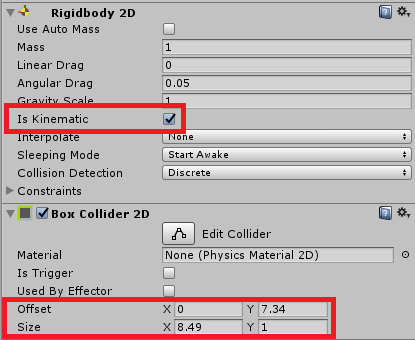 Rigidbody 2D
Use Auto Mass
Mass 1
Linear Drag 0
Angular Drag 0.05
Gravity Scale 1
Is Kinematic
Interpolate None
Sleeping Mode Start Awake
Collision Detection Discrete
Constraints
Box Collider 2D
Edit Collider
Material None (Physics Material 2D)
Is Trigger
Used By Effector
Offset X 0 Y 7.34
Size X 8.49 Y 1